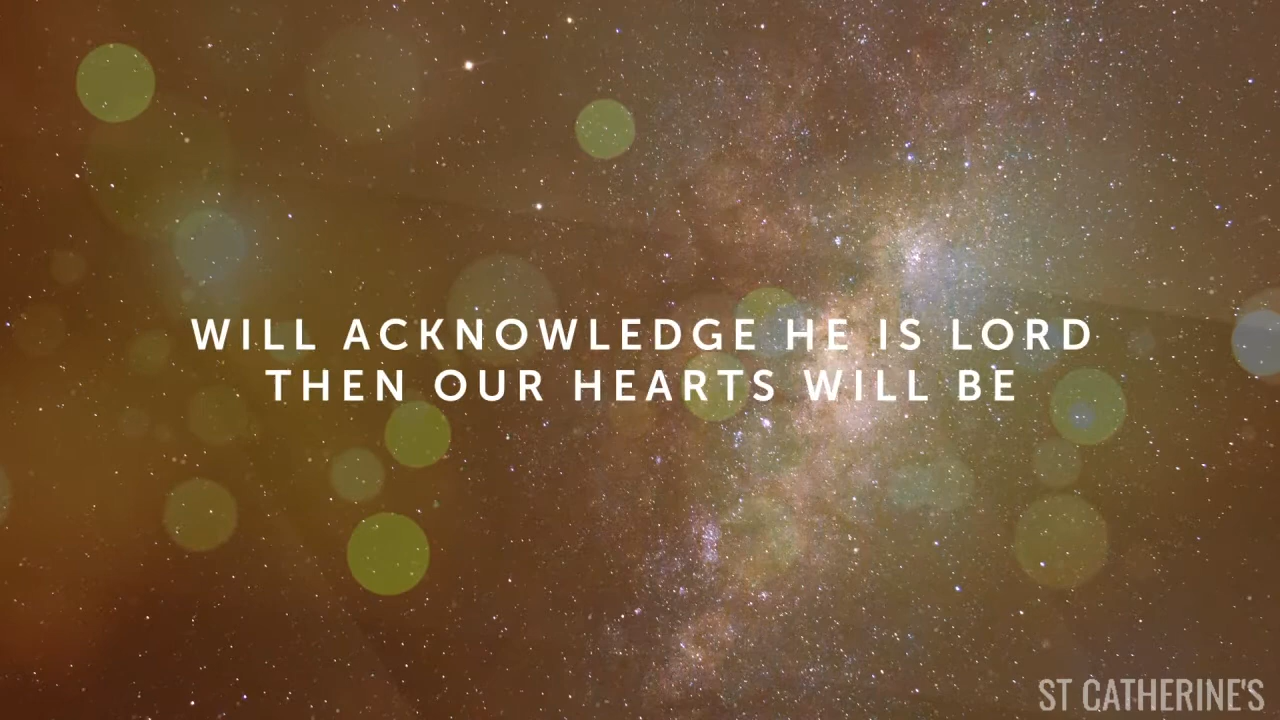 WILL ACKNOWLEDGE HE IS LORD
THEN OUR HEARTS WILL BE
ST CATHERINE'S